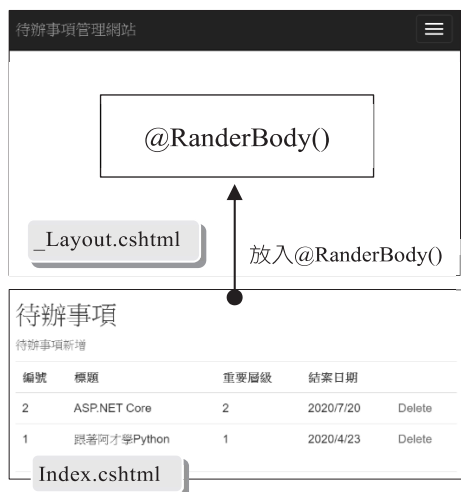 待辦事項管理網站
@RanderBody()
_Layout.cshtml
放入@RanderBody()
待辦事項
待辦事項新增
編號 標題 重要層級 結案日期
2 ASP.NET Core 2 2020/7/20 Delete
1 跟著阿才學Python 1 2020/4/23 Delete
Index.cshtml